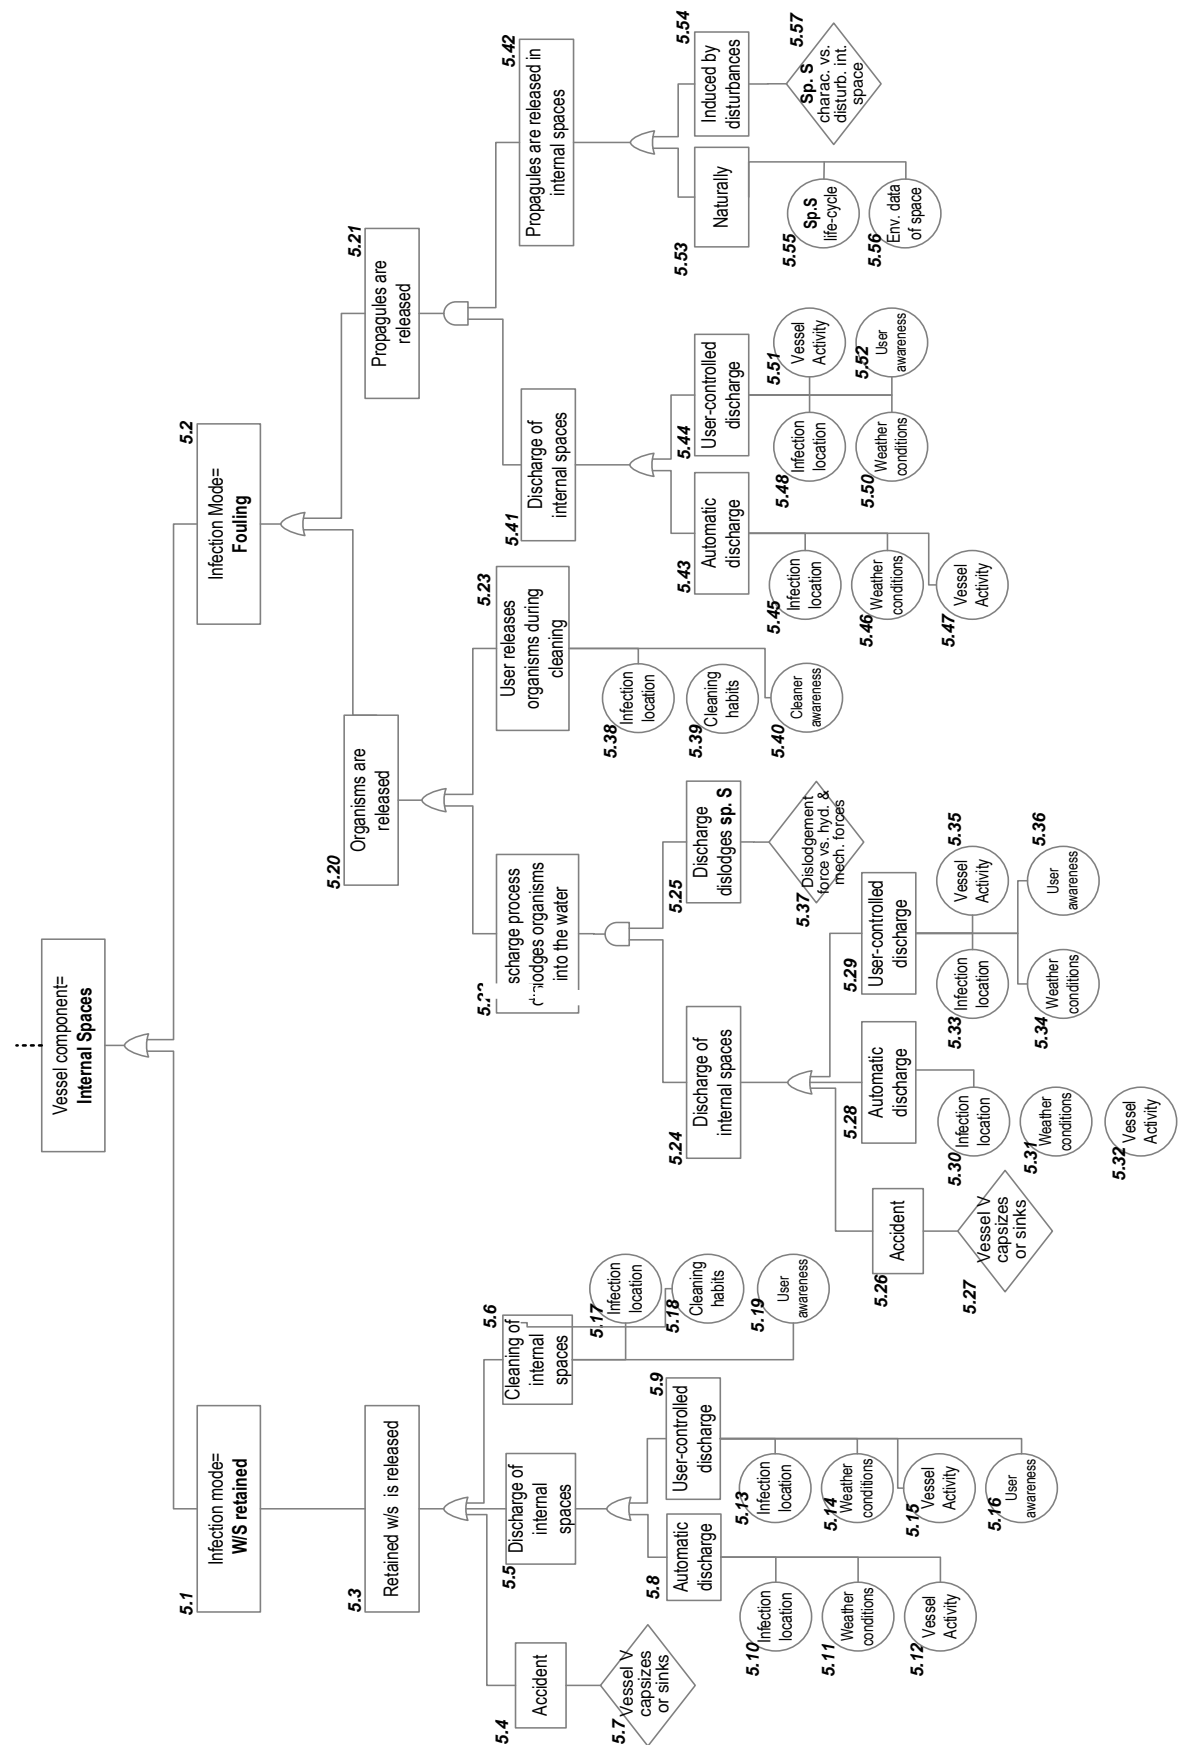 Vessel component=
Internal Spaces
5.1
Infection mode=
W/S retained
5.2
Infection Mode=
Fouling
5.3
Retained w/s is released
5.20
Organisms are
released
5.21
Propagules are
released
5.4
Accident
5.5
Discharge of
internal
spaces
5.6
Cleaning of
internal
spaces
scharge process
lodges organisms
into the water
5.23
User releases
organisms during
cleaning
5.41
Discharge of
internal spaces
5.42
Propagules are released in
internal spaces
5.7
Vessel V
capsizes
or sinks
5.8
Automatic
discharge
5.9
User-controlled
discharge
5.17
Infection
location
5.18
Cleaning
habits
5.19
User
awareness
5.10
Infection
location
5.11
Weather
conditions
5.12
Vessel
Activity
5.13
Infection
location
5.14
Weather
conditions
5.15
Vessel
Activity
5.16
User
awareness
5.24
Discharge of
internal spaces
5.25
Discharge
dislodges sp. S
5.37
Dislodgement
force vs. hyd. &
mech. forces
5.26
Accident
5.27
Vessel V
capsizes
or sinks
5.28
Automatic
discharge
5.29
User-controlled
discharge
5.30
Infection
location
5.31
Weather
conditions
5.32
Vessel
Activity
5.33
Infection
location
5.35
Vessel
Activity
5.34
Weather
conditions
5.36
User
awareness
5.38
Infection
location
5.39
Cleaning
habits
5.40
Cleaner
awareness
5.43
Automatic
discharge
5.44
User-controlled
discharge
5.45
Infection
location
5.46
Weather
conditions
5.47
Vessel
Activity
5.48
Infection
location
5.51
Vessel
Activity
5.50
Weather
conditions
5.52
User
awareness
5.53
Naturally
5.54
Induced by
disturbances
5.55
Sp.S
life-cycle
5.56
Env. data
of space
5.57
Sp. S
charac. vs.
disturb. int.
space